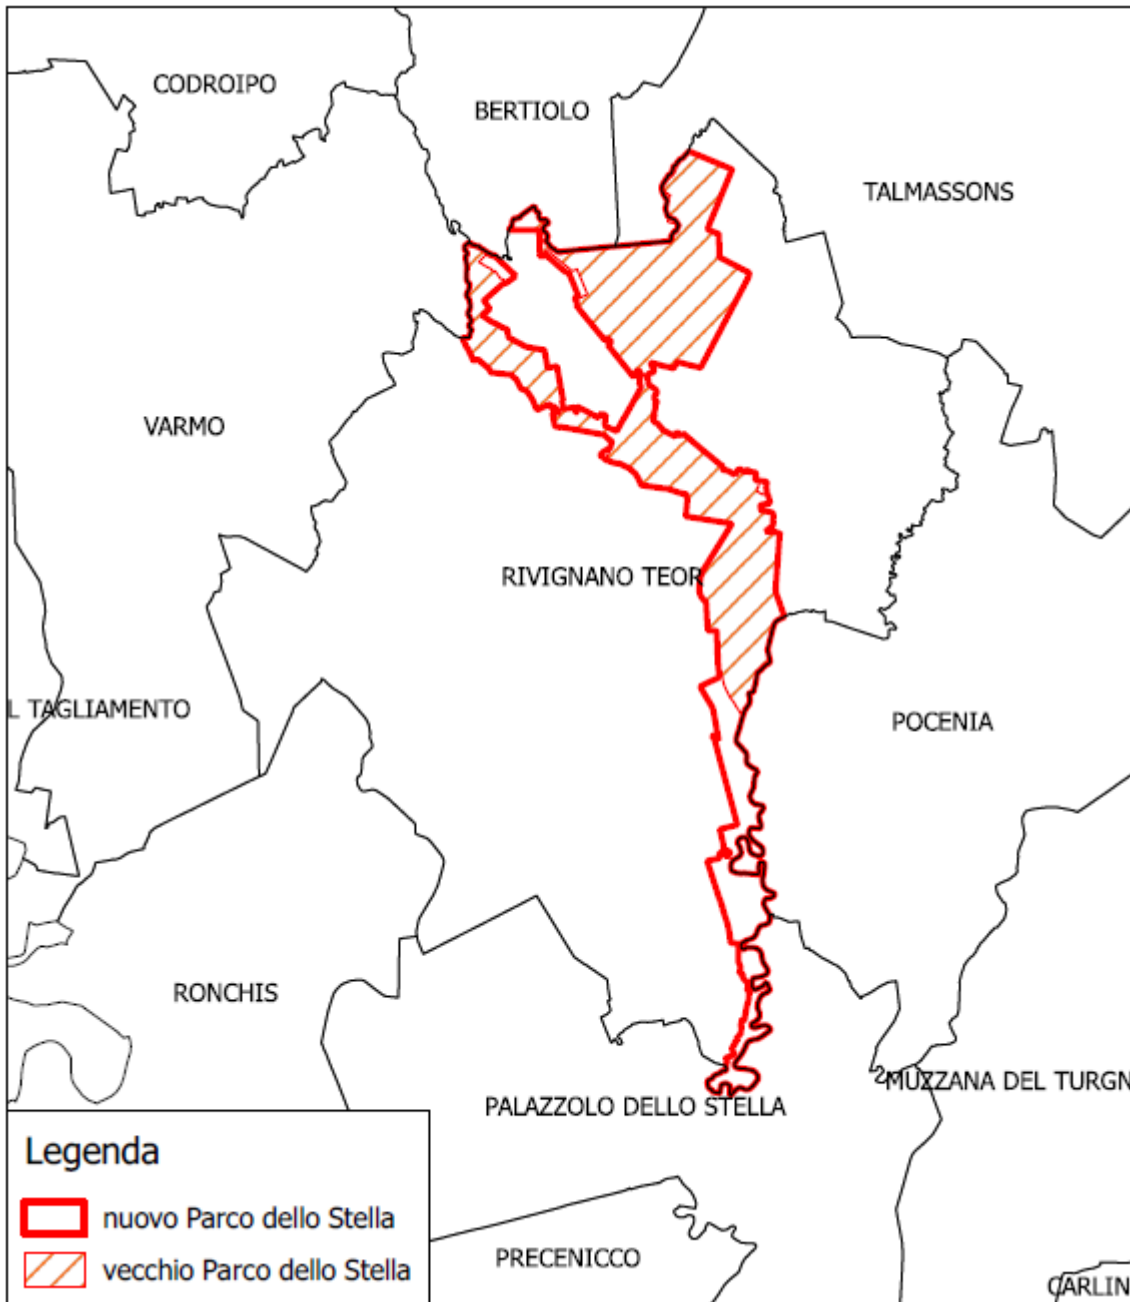 CODROIPO
BERTIOLO
TALMASSONS
VARMO
RIVIGNANO TEOR
L TAGLIAMENTO
POCENIA
RONCHIS
MUZZANA DEL TURGN
PALAZZOLO DELLO STELLA
Legenda
nuovo Parco dello Stella
vecchio Parco dello Stella
PRECENICCO
CARLIN